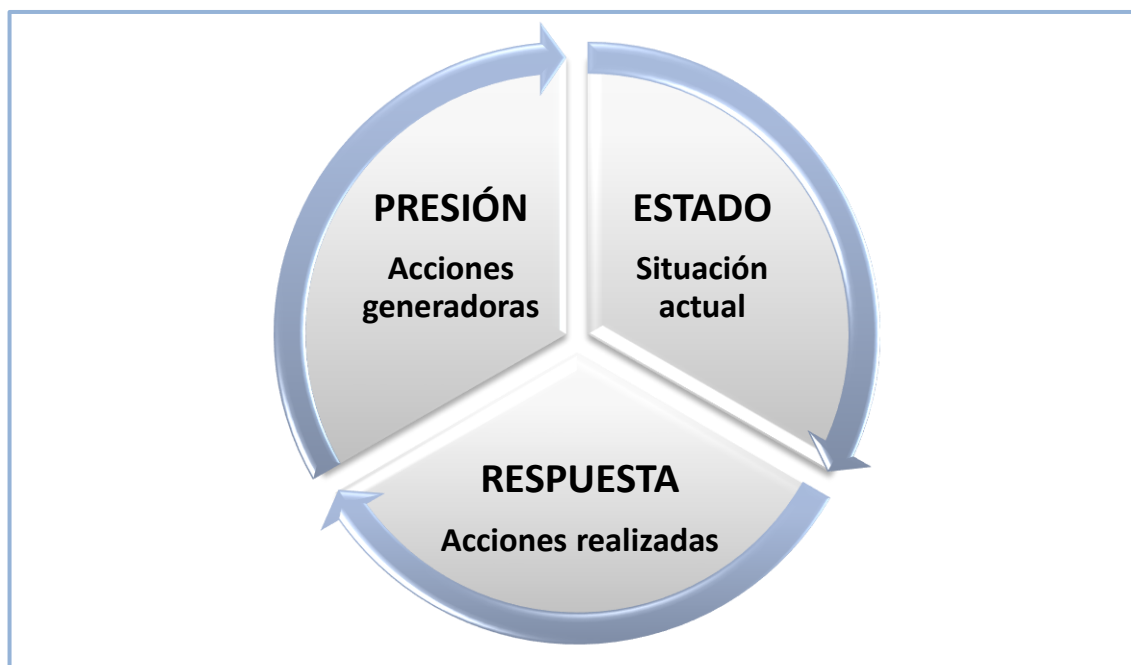 PRESIÓN
Acciones
generadoras
ESTADO
Situación
actual
RESPUESTA
Acciones realizadas